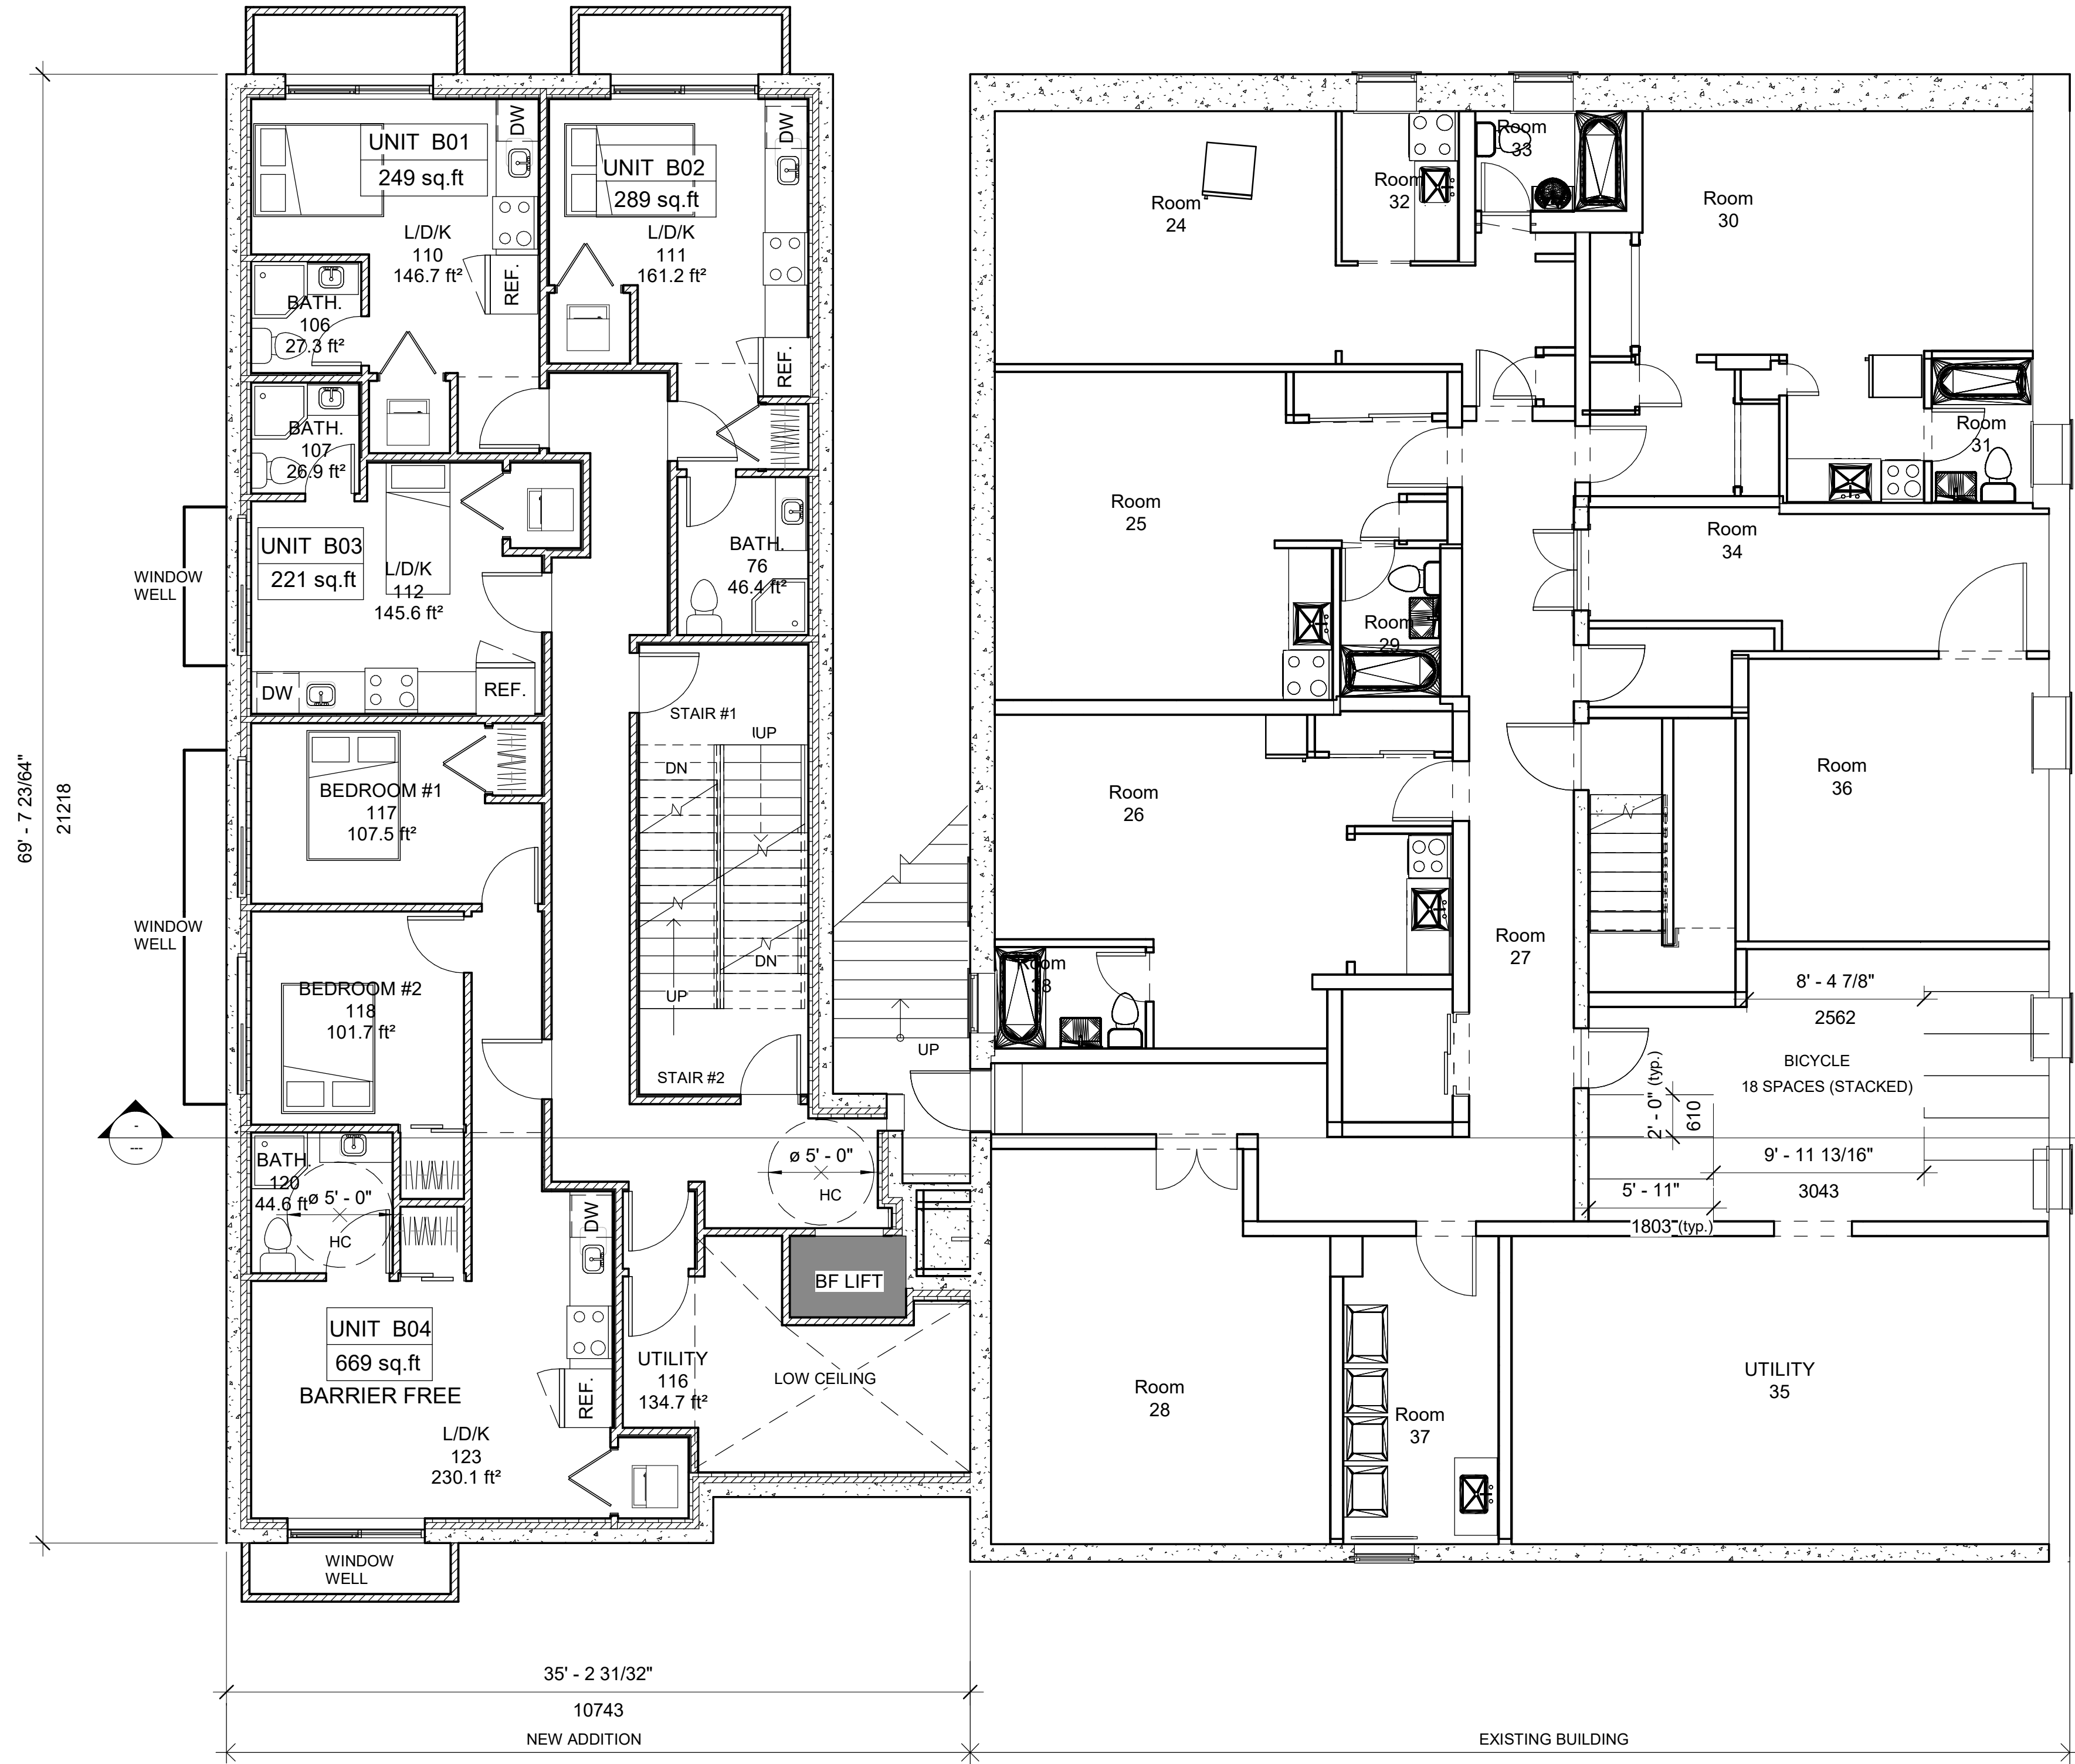 UNIT B01
249 sq.ft
DW
L/D/K
110
146.7 ft²
REF.
BATH.
106
27.3 ft²
UNIT B02
289 sq.ft
DW
L/D/K
111
161.2 ft²
REF.
BATH.
107
26.9 ft²
UNIT B03
221 sq.ft
L/D/K
112
145.6 ft²
DW
REF.
BATH.
76
46.4 ft²
WINDOW
WELL
STAIR #1
UP
DN
DN
UP
STAIR #2
UP
BEDROOM #1
117
107.5 ft²
WINDOW
WELL
BEDROOM #2
118
101.7 ft²
69' - 7 23/64"
21218
-
---
BATH.
120
44.6 ft²
ø 5' - 0"
HC
ø 5' - 0"
HC
DW
BF LIFT
UNIT B04
669 sq.ft
BARRIER FREE
REF.
UTILITY
116
134.7 ft²
LOW CEILING
L/D/K
123
230.1 ft²
WINDOW
WELL
Room
24
Room
32
Room
33
Room
30
Room
31
Room
25
Room
34
Room
29
Room
26
Room
36
Room
27
Room
38
8' - 4 7/8"
2562
BICYCLE
18 SPACES (STACKED)
2' - 0" (typ.)
610
9' - 11 13/16"
3043
5' - 11"
1803 (typ.)
Room
28
Room
37
UTILITY
35
35' - 2 31/32"
10743
NEW ADDITION
EXISTING BUILDING